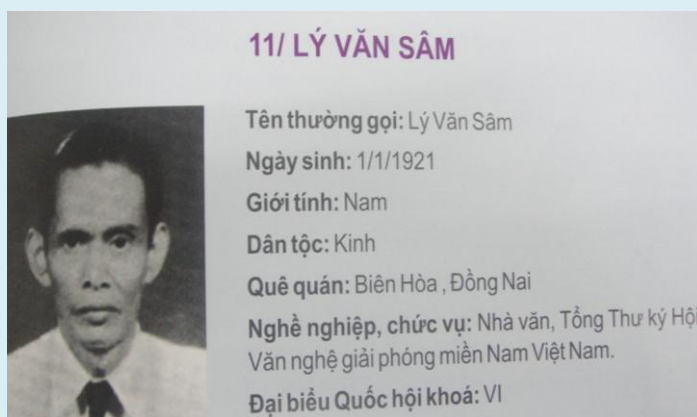 11/ LÝ VĂN SÂM
Tên thường gọi: Lý Văn Sâm
Ngày sinh: 1/1/1921
Giới tính: Nam
Dân tộc: Kinh
Quê quán: Biên Hòa , Đồng Nai
Nghề nghiệp, chức vụ: Nhà văn, Tổng Thư ký Hội
Văn nghệ giải phóng miền Nam Việt Nam.
Đại biểu Quốc hội khoá: VI